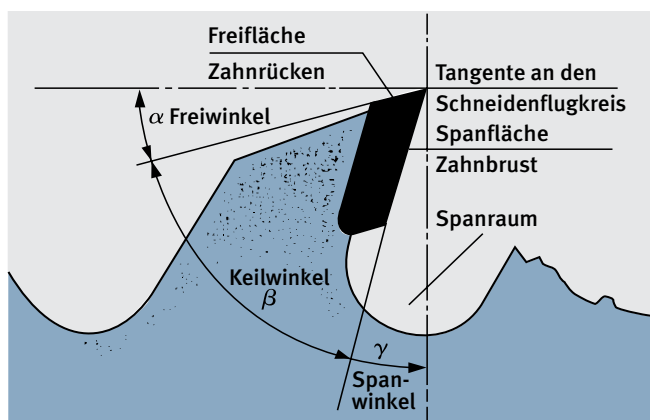 Freifläche
Zahnrücken
Tangente an den
Schneidenflugkreis
α Freiwinkel
Spanfläche
Zahnbrust
Spanraum
Keilwinkel
β
γ
Span-
winkel